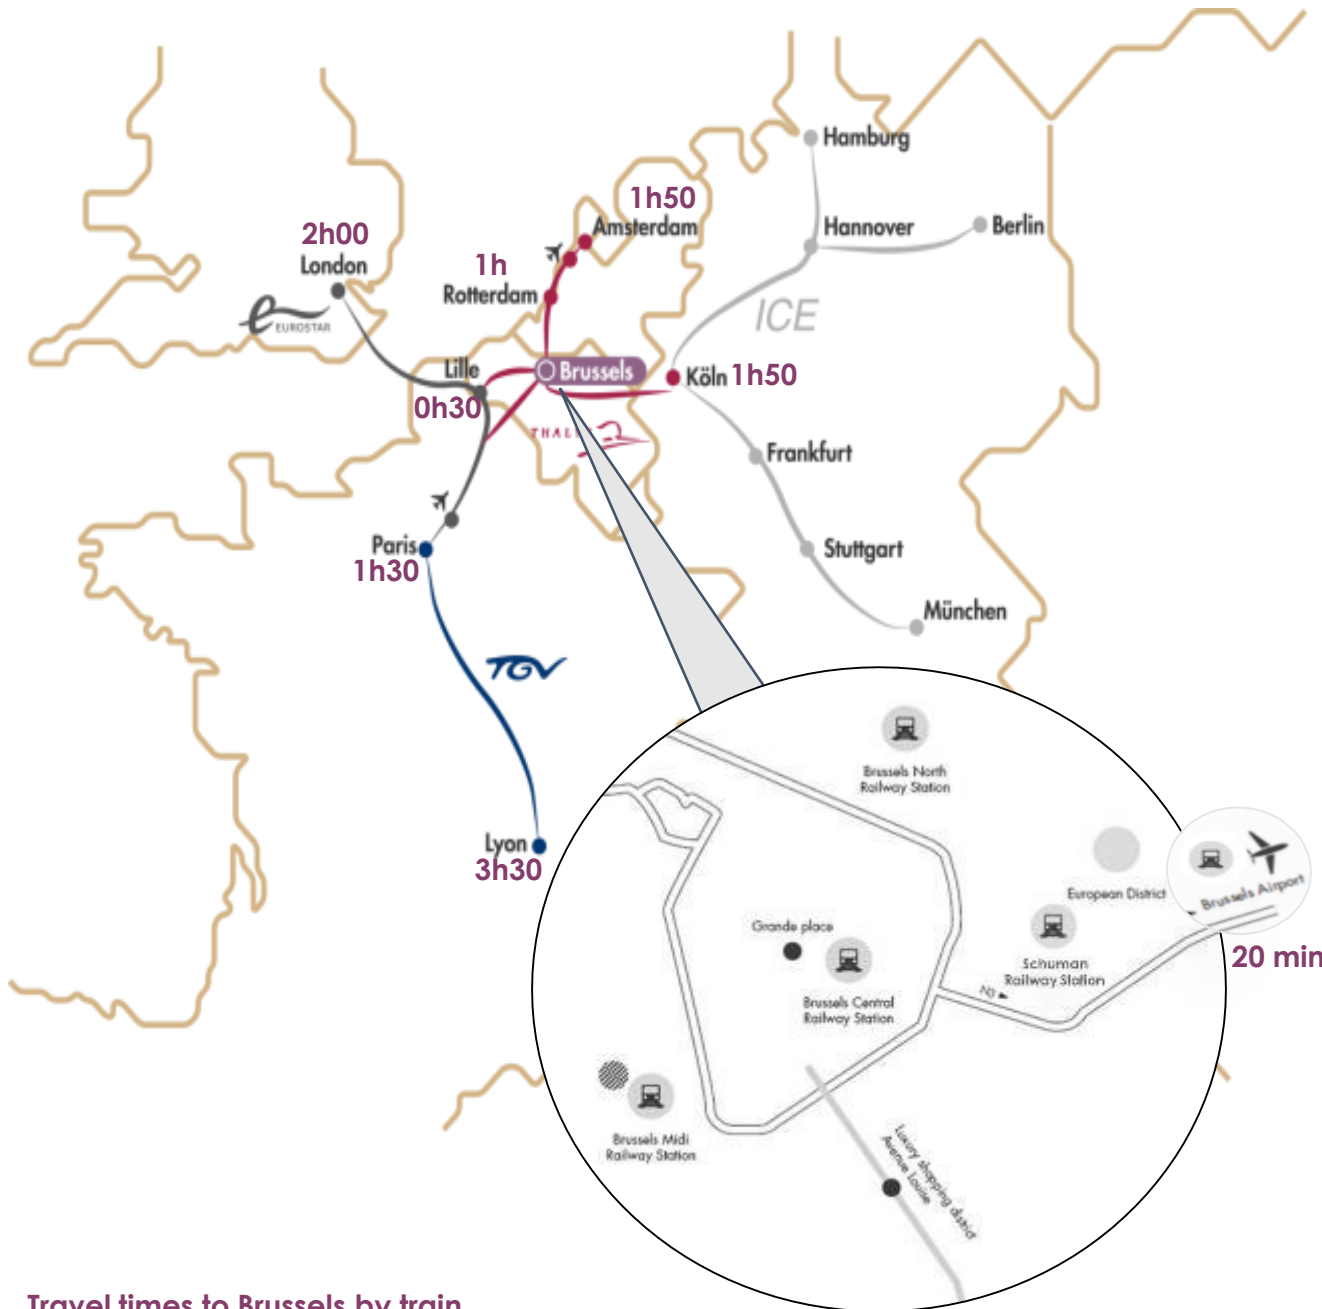 Hamburg
1h50
Amsterdam
Hannover
Berlin
2h00
London
1h
Rotterdam
EUROSTAR
ICE
Lille
Brussels
Köln 1h50
0h30
Frankfurt
Paris
1h30
Stuttgart
München
TGV
Lyon
3h30
Brussels North
Railway Station
European District
Brussels Airport
20 min
Grande place
Schuman
Railway Station
N3
Brussels Central
Railway Station
Brussels Midi
Railway Station
Luxury shopping district
Avenue Louise
Travel times to Brussels by train